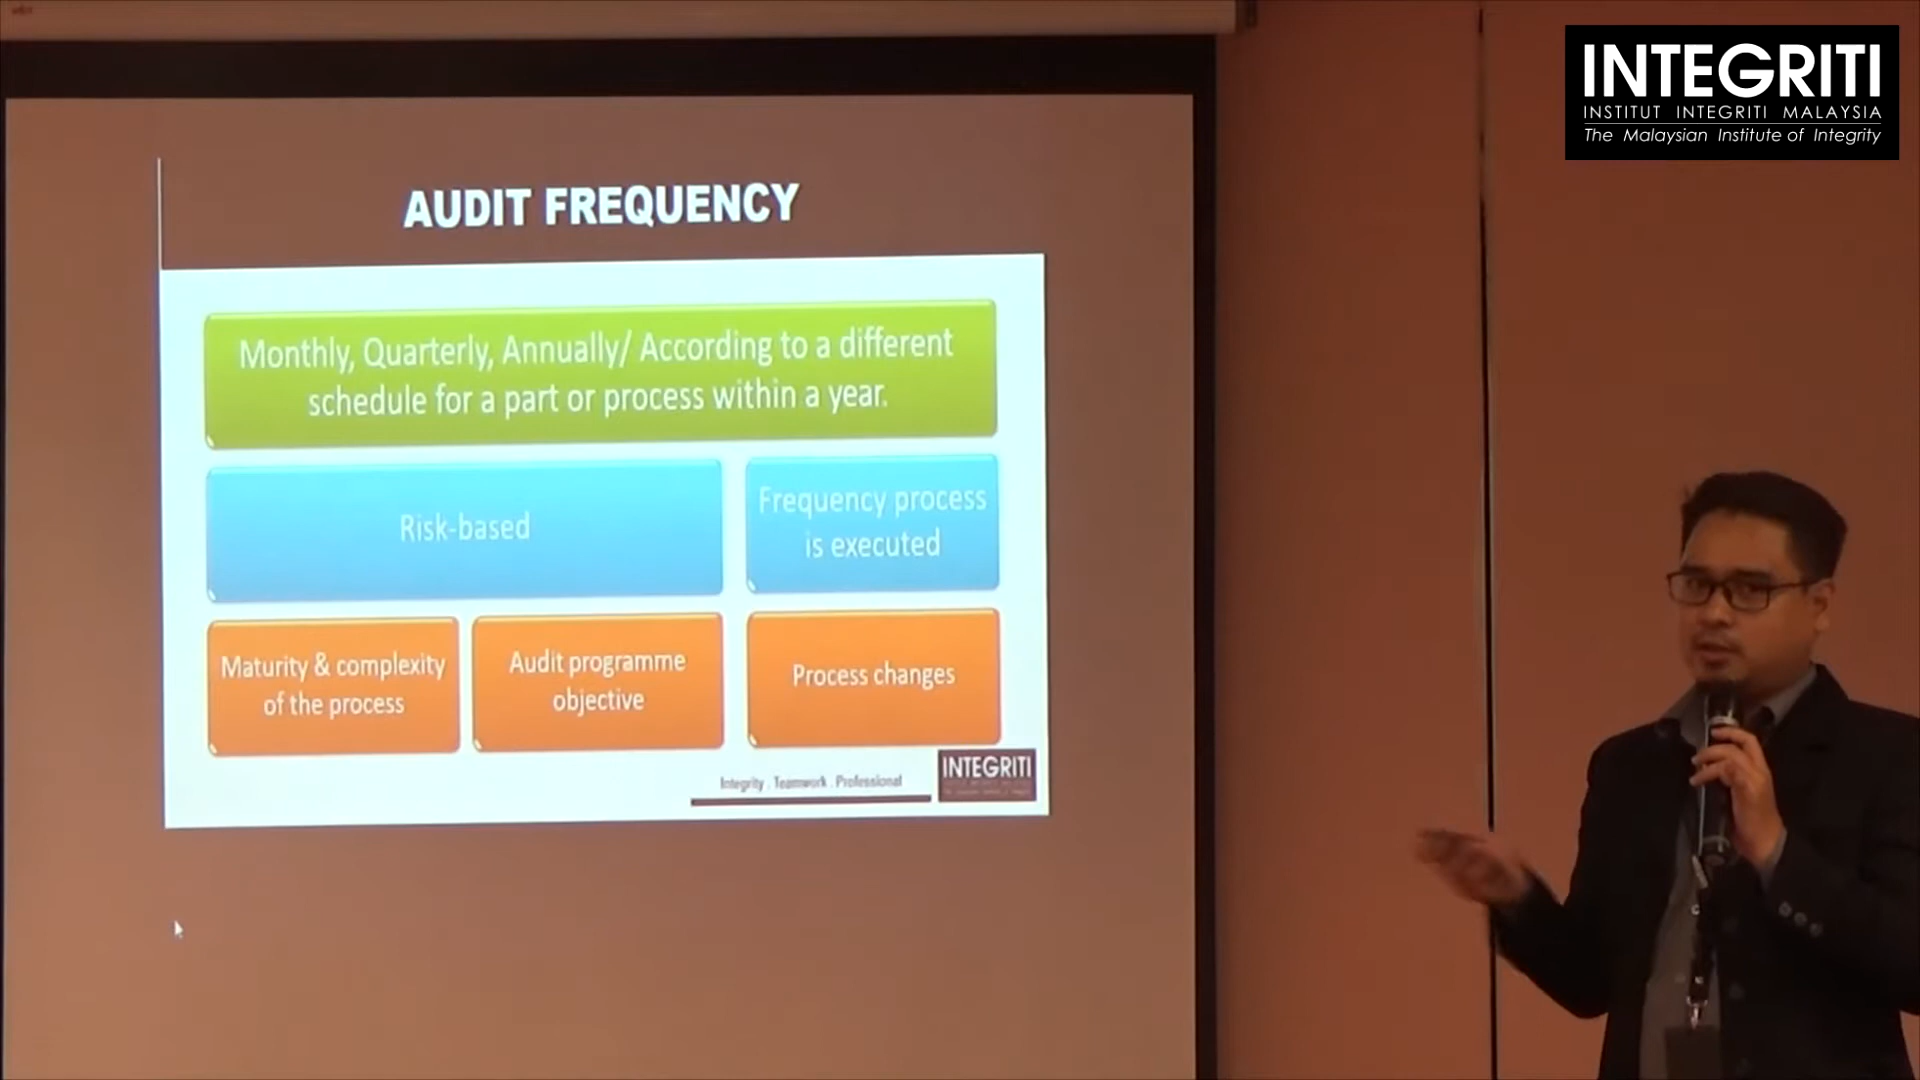 INTEGRITI
INSTITUT INTEGRITI MALAYSIA
The Malaysian Institute of Integrity
AUDIT FREQUENCY
Monthly, Quarterly, Annually/ According to a different
schedule for a part or process within a year.
Risk-based
Frequency process
is executed
Maturity & complexity
of the process
Audit programme
objective
Process changes
Integrity . Teamwork . Professional
INTEGRITI